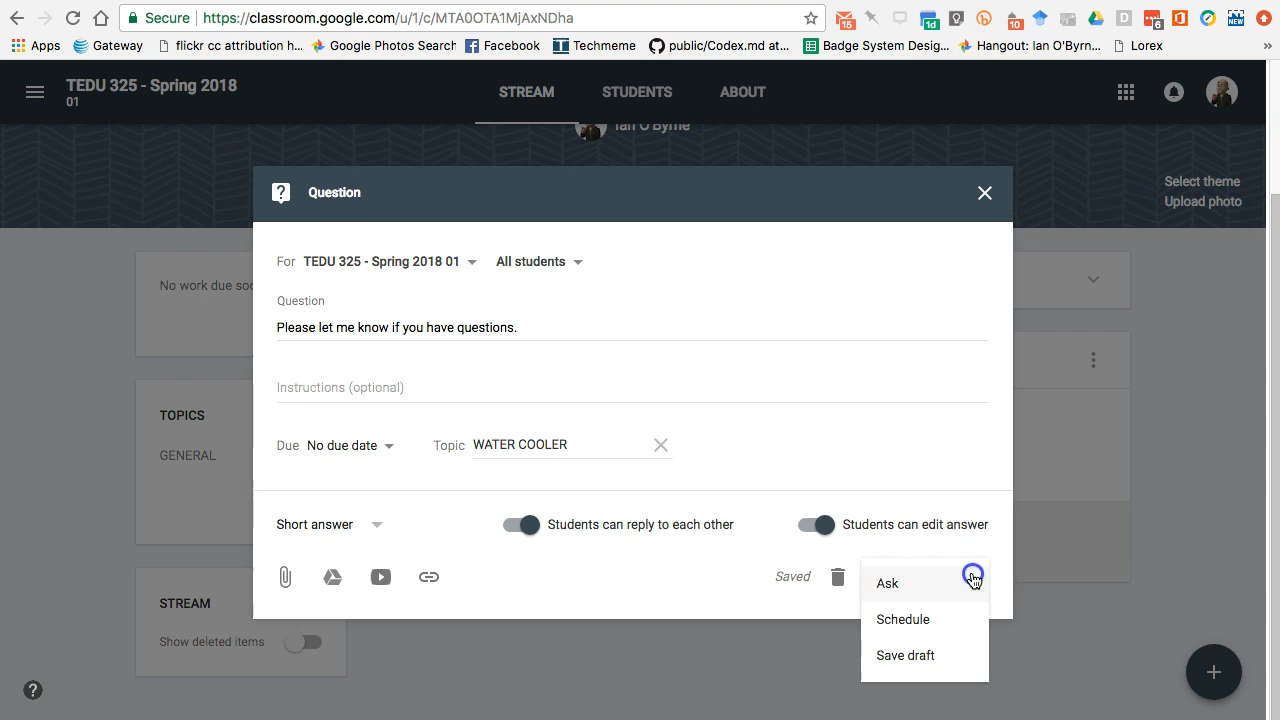 Secure https://classroom.google.com/u/1/c/MTA0OTA1MjAxNDha
15 1d 10 6 NEW
Apps Gateway flickr cc attribution h... Google Photos Search Facebook Techmeme public/Codex.md at... Badge System Desig... Hangout: Ian O'Byrn... Lorex »
TEDU 325 - Spring 2018
01
STREAM STUDENTS ABOUT
Ian O'Byrne
Select theme
Upload photo
Question
For TEDU 325 - Spring 2018 01 All students
No work due soo
Question
Please let me know if you have questions.
Instructions (optional)
TOPICS
GENERAL
Due No due date Topic WATER COOLER
Short answer Students can reply to each other Students can edit answer
Saved
Ask
Schedule
Save draft
STREAM
Show deleted items